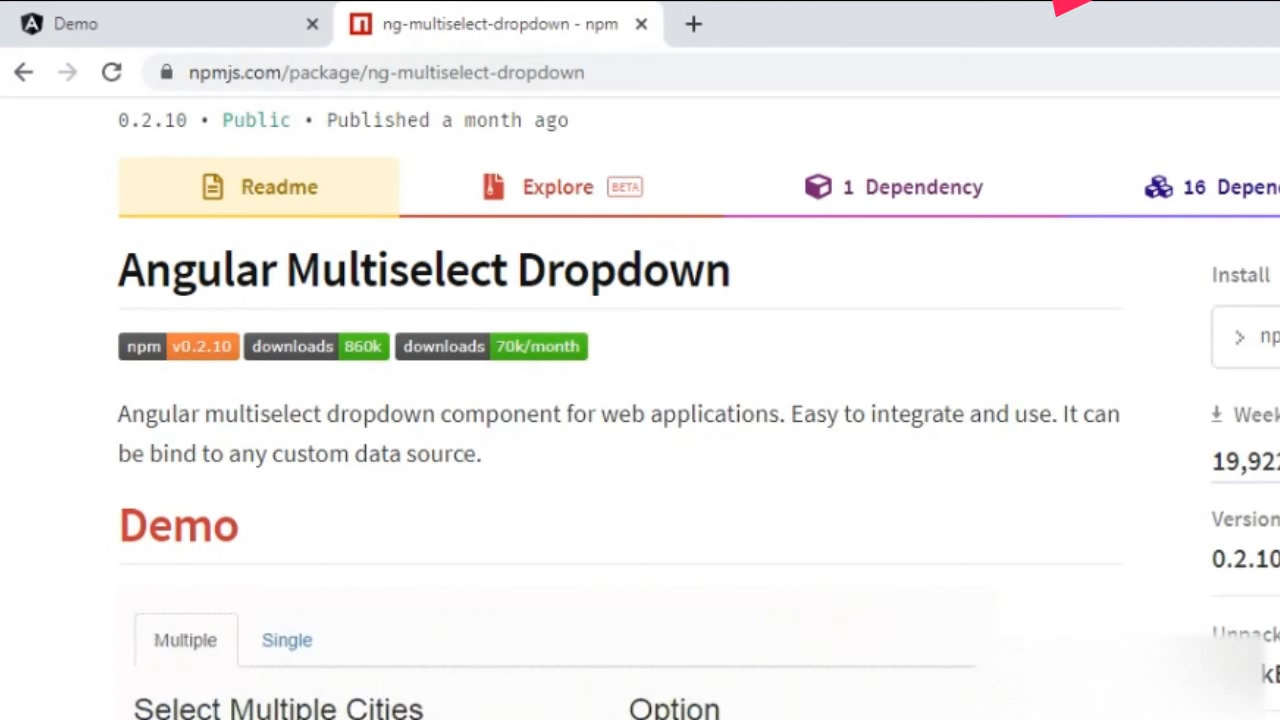 Demo
ng-multiselect-dropdown - npm
npmjs.com/package/ng-multiselect-dropdown
0.2.10 • Public • Published a month ago
Readme
Explore BETA
1 Dependency
16
Angular Multiselect Dropdown
npm v0.2.10 downloads 860k downloads 70k/month
Install
Angular multiselect dropdown component for web applications. Easy to integrate and use. It can
be bind to any custom data source.
Demo
Version
0.2.10
Multiple
Single
Select Multiple Cities
Option